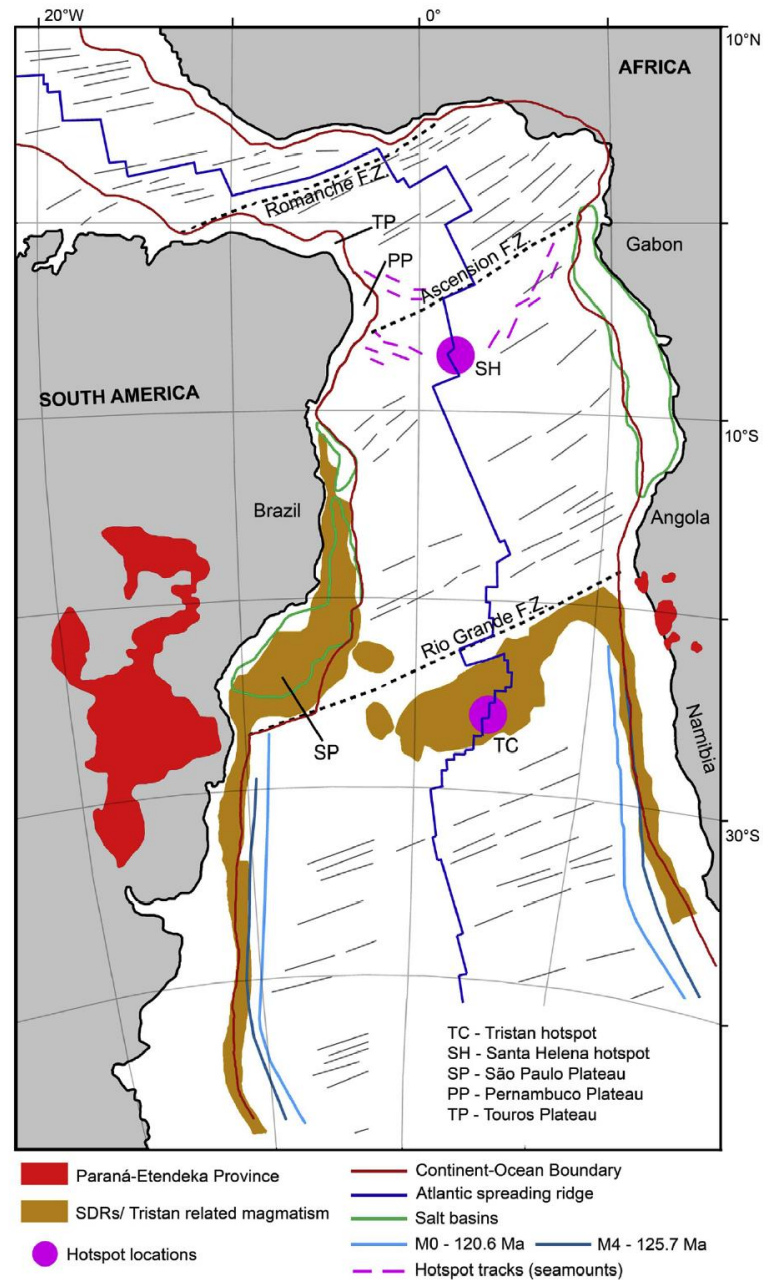 20°W
0°
10°N
AFRICA
Romanche F.Z.
TP
PP
Ascension F.Z.
Gabon
SH
SOUTH AMERICA
10°S
Brazil
Angola
Rio Grande F.Z.
SP
TC
Namibia
30°S
TC - Tristan hotspot
SH - Santa Helena hotspot
SP - São Paulo Plateau
PP - Pernambuco Plateau
TP - Touros Plateau
Paraná-Etendeka Province
SDRs/ Tristan related magmatism
Hotspot locations
Continent-Ocean Boundary
Atlantic spreading ridge
Salt basins
M0 - 120.6 Ma
M4 - 125.7 Ma
Hotspot tracks (seamounts)